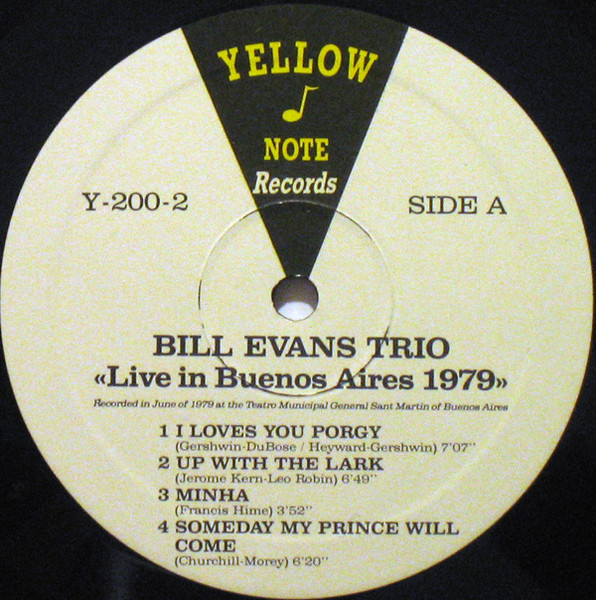 YELLOW
NOTE
Records
Y-200-2 SIDE A
BILL EVANS TRIO
«Live in Buenos Aires 1979»
Recorded in June of 1979 at the Teatro Municipal General Sant Martin of Buenos Aires
1 I LOVES YOU PORGY
(Gershwin-DuBose / Heyward-Gershwin) 7'07''
2 UP WITH THE LARK
(Jerome Kern-Leo Robin) 6'49''
3 MINHA
(Francis Hime) 3'52''
4 SOMEDAY MY PRINCE WILL
COME
(Churchill-Morey) 6'20''